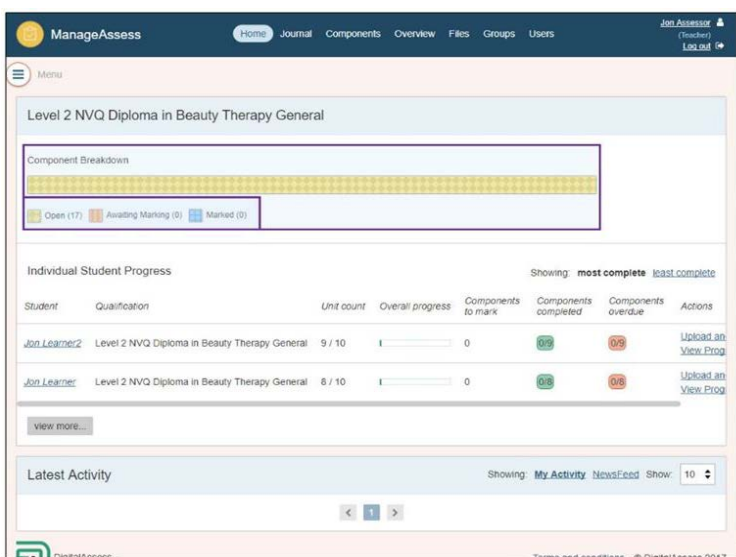 Jon Assessor
ManageAssess Home Journal Components Overview Files Groups Users
(Teacher)
Log out
Menu
Level 2 NVQ Diploma in Beauty Therapy General
Component Breakdown
Open (17) Awaiting Marking (0) Marked (0)
Individual Student Progress Showing: most complete least complete
Student Qualification Unit count Overall progress Components to mark Components completed Components overdue Actions
Jon Learner2 Level 2 NVQ Diploma in Beauty Therapy General 9 / 10 0 0/9 0/9 Upload an
View Prog
Jon Learner Level 2 NVQ Diploma in Beauty Therapy General 8 / 10 0 0/8 0/8 Upload an
View Prog
view more...
Latest Activity Showing: My Activity NewsFeed Show: 10
< 1 >
DigitalAssess Terms and conditions © DigitalAssess 2017